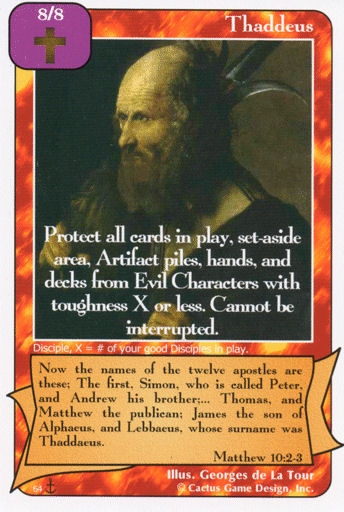 8/8
Thaddeus
Protect all cards in play, set-aside
area, Artifact piles, hands, and
decks from Evil Characters with
toughness X or less. Cannot be
interrupted.
Disciple, X = # of your good Disciples in play.
Now the names of the twelve apostles are
these; The first, Simon, who is called Peter,
and Andrew his brother;... Thomas, and
Matthew the publican; James the son of
Alphaeus, and Lebbaeus, whose surname was
Thaddaeus.
Matthew 10:2-3
Illus. Georges de La Tour
64 © Cactus Game Design, Inc.